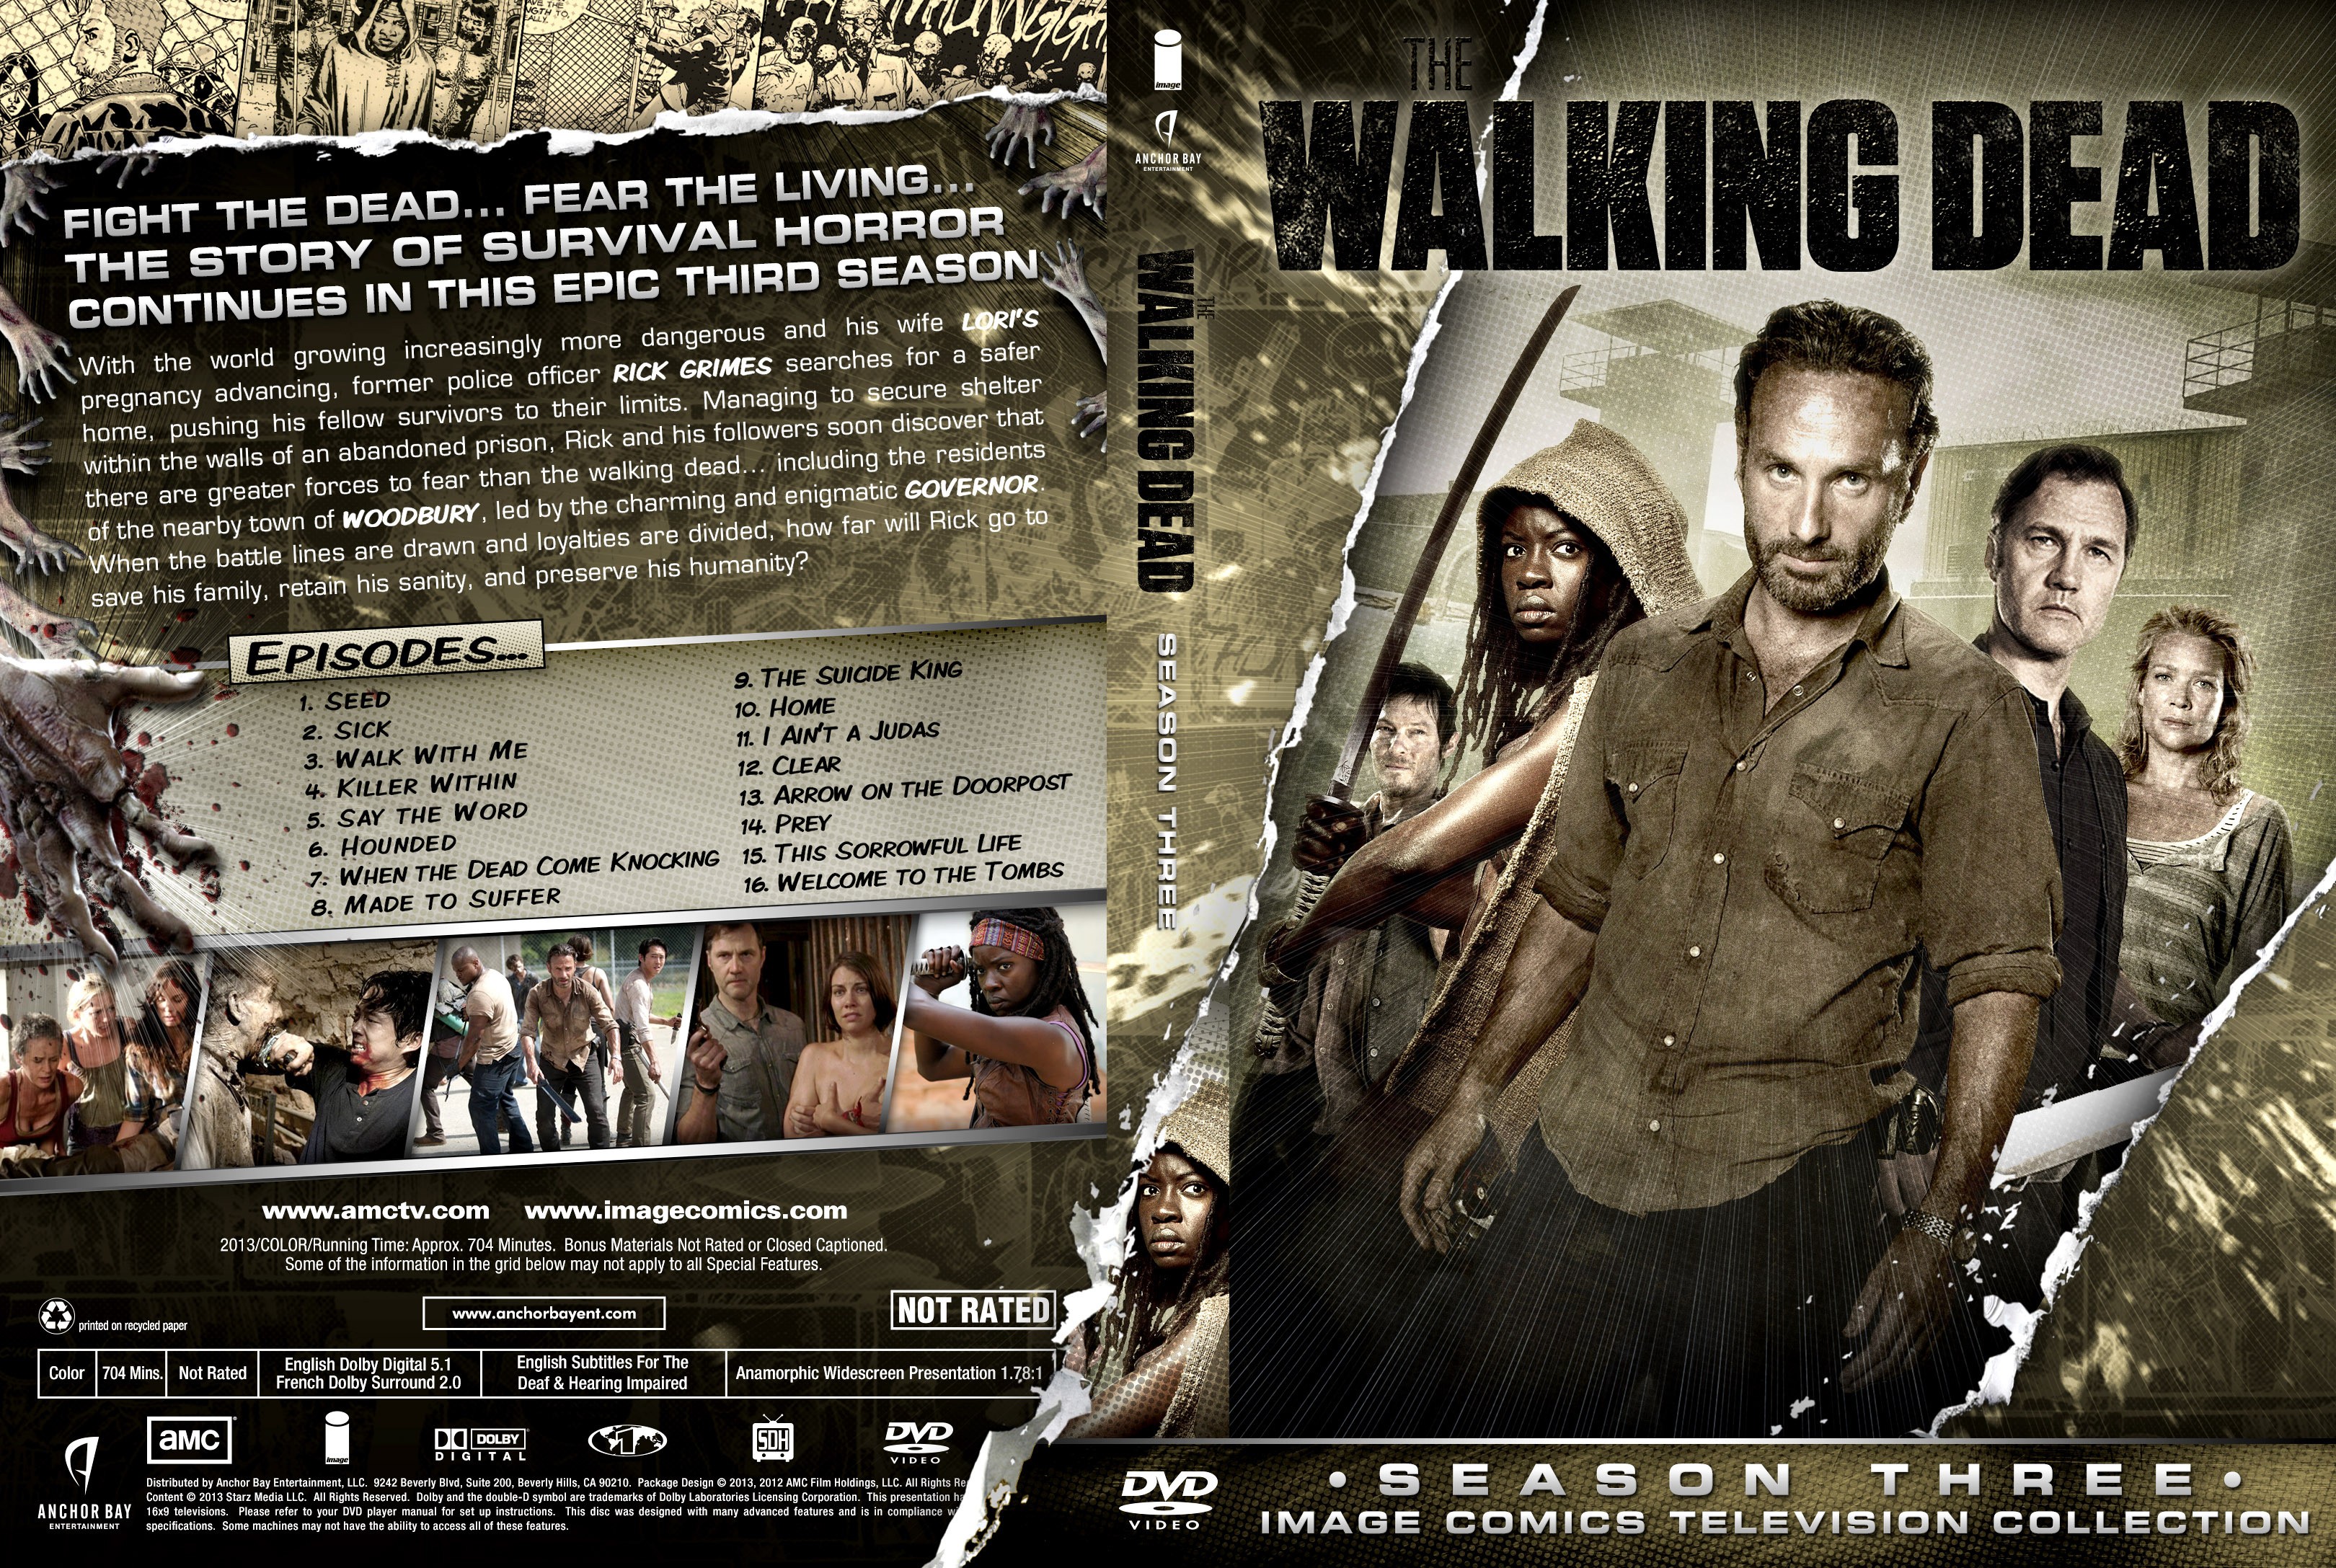 FIGHT THE DEAD... FEAR THE LIVING...
THE STORY OF SURVIVAL HORROR
CONTINUES IN THIS EPIC THIRD SEASON
With the world growing increasingly more dangerous and his wife LORI'S
pregnancy advancing, former police officer RICK GRIMES searches for a safer
home, pushing his fellow survivors to their limits. Managing to secure shelter
within the walls of an abandoned prison, Rick and his followers soon discover that
there are greater forces to fear than the walking dead... including the residents
of the nearby town of WOODBURY, led by the charming and enigmatic GOVERNOR.
When the battle lines are drawn and loyalties are divided, how far will Rick go to
save his family, retain his sanity, and preserve his humanity?
EPISODES...
1. SEED
2. SICK
3. WALK WITH ME
4. KILLER WITHIN
5. SAY THE WORD
6. HOUNDED
7. WHEN THE DEAD COME KNOCKING
8. MADE TO SUFFER
9. THE SUICIDE KING
10. HOME
11. I AIN'T A JUDAS
12. CLEAR
13. ARROW ON THE DOORPOST
14. PREY
15. THIS SORROWFUL LIFE
16. WELCOME TO THE TOMBS
www.amctv.com www.imagecomics.com
2013/COLOR/Running Time: Approx. 704 Minutes. Bonus Materials Not Rated or Closed Captioned.
Some of the information in the grid below may not apply to all Special Features.
printed on recycled paper
www.anchorbayent.com
NOT RATED
Color
704 Mins.
Not Rated
English Dolby Digital 5.1
French Dolby Surround 2.0
English Subtitles For The
Deaf & Hearing Impaired
Anamorphic Widescreen Presentation 1.78:1
ANCHOR BAY
ENTERTAINMENT
aMC
image
DOLBY
DIGITAL
1
SDH
DVD
VIDEO
Distributed by Anchor Bay Entertainment, LLC. 9242 Beverly Blvd, Suite 200, Beverly Hills, CA 90210. Package Design © 2013, 2012 AMC Film Holdings, LLC. All Rights
Content © 2013 Starz Media LLC. All Rights Reserved. Dolby and the double-D symbol are trademarks of Dolby Laboratories Licensing Corporation. This presentation
16x9 televisions. Please refer to your DVD player manual for set up instructions. This disc was designed with many advanced features and is in compliance
specifications. Some machines may not have the ability to access all of these features.
image
ANCHOR BAY
ENTERTAINMENT
THE
WALKING DEAD
SEASON THREE
DVD
VIDEO
THE
WALKING DEAD
• SEASON THREE •
IMAGE COMICS TELEVISION COLLECTION